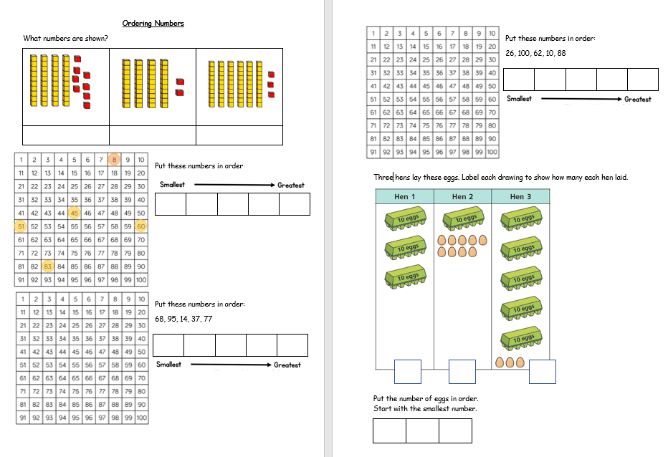 Ordering Numbers
What numbers are shown?
1 2 3 4 5 6 7 8 9 10
11 12 13 14 15 16 17 18 19 20
21 22 23 24 25 26 27 28 29 30
31 32 33 34 35 36 37 38 39 40
41 42 43 44 45 46 47 48 49 50
51 52 53 54 55 56 57 58 59 60
61 62 63 64 65 66 67 68 69 70
71 72 73 74 75 76 77 78 79 80
81 82 83 84 85 86 87 88 89 90
91 92 93 94 95 96 97 98 99 100
Put these numbers in order
Smallest Greatest
1 2 3 4 5 6 7 8 9 10
11 12 13 14 15 16 17 18 19 20
21 22 23 24 25 26 27 28 29 30
31 32 33 34 35 36 37 38 39 40
41 42 43 44 45 46 47 48 49 50
51 52 53 54 55 56 57 58 59 60
61 62 63 64 65 66 67 68 69 70
71 72 73 74 75 76 77 78 79 80
81 82 83 84 85 86 87 88 89 90
91 92 93 94 95 96 97 98 99 100
Put these numbers in order:
68, 95, 14, 37, 77
Smallest Greatest
1 2 3 4 5 6 7 8 9 10
11 12 13 14 15 16 17 18 19 20
21 22 23 24 25 26 27 28 29 30
31 32 33 34 35 36 37 38 39 40
41 42 43 44 45 46 47 48 49 50
51 52 53 54 55 56 57 58 59 60
61 62 63 64 65 66 67 68 69 70
71 72 73 74 75 76 77 78 79 80
81 82 83 84 85 86 87 88 89 90
91 92 93 94 95 96 97 98 99 100
Put these numbers in order:
26, 100, 62, 10, 88
Smallest Greatest
Three hens lay these eggs. Label each drawing to show how many each hen laid.
Hen 1 Hen 2 Hen 3
10 eggs 10 eggs 10 eggs
10 eggs 10 eggs
10 eggs 10 eggs
10 eggs
10 eggs
Put the number of eggs in order.
Start with the smallest number.